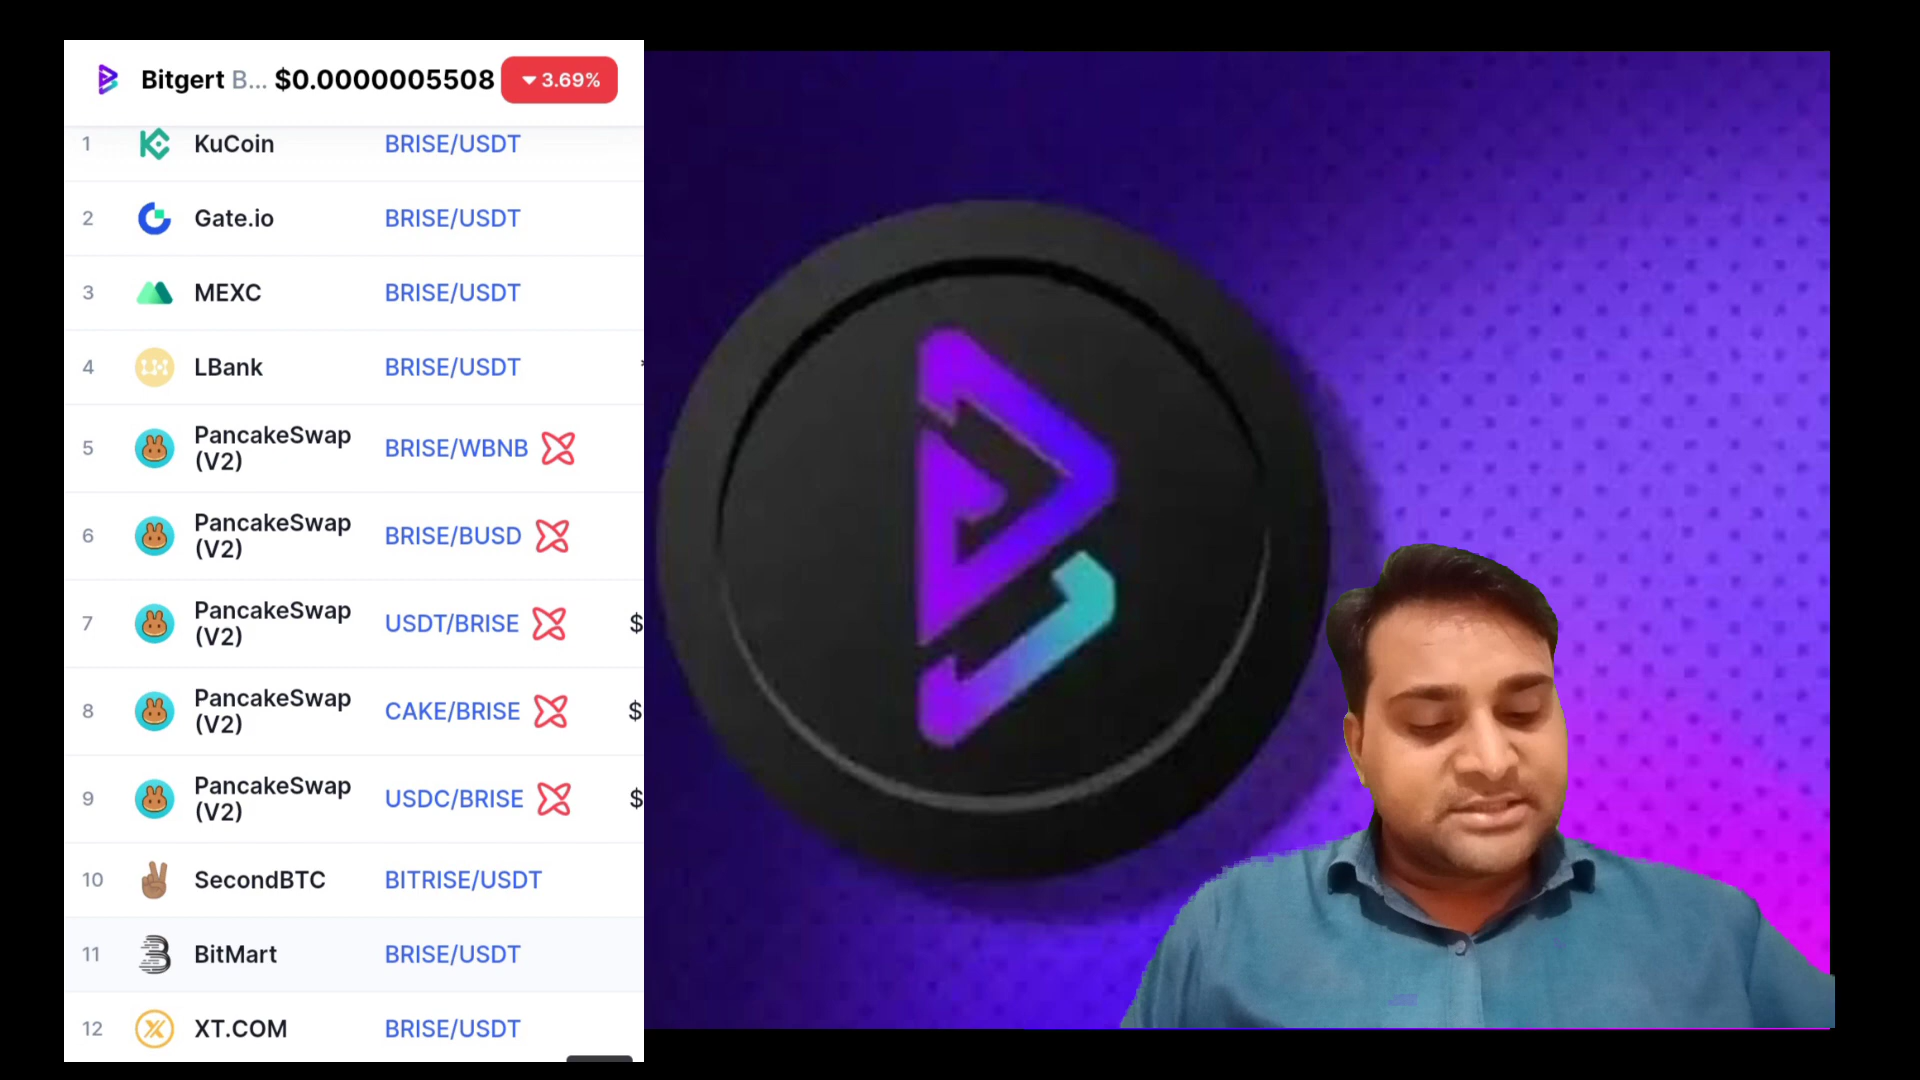 Bitgert B... $0.0000005508 3.69%
1 KuCoin BRISE/USDT
2 Gate.io BRISE/USDT
3 MEXC BRISE/USDT
4 LBank BRISE/USDT
5 PancakeSwap (V2) BRISE/WBNB
6 PancakeSwap (V2) BRISE/BUSD
7 PancakeSwap (V2) USDT/BRISE $
8 PancakeSwap (V2) CAKE/BRISE $
9 PancakeSwap (V2) USDC/BRISE $
10 SecondBTC BITRISE/USDT
11 BitMart BRISE/USDT
12 XT.COM BRISE/USDT